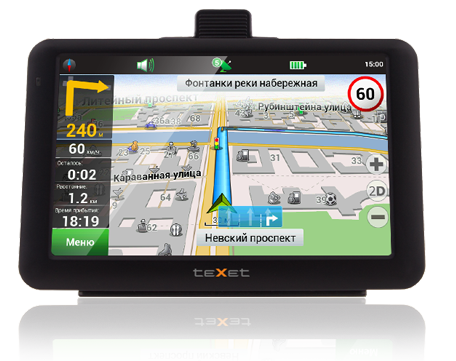 15:00
Фонтанки реки набережная
60
Литейный проспект
Рубинштейна улица
240 м
60 км/ч
Осталось:
0:02
Расстояние:
1.2 км
Время прибытия:
18:19
Меню
Караванная улица
2D
Невский проспект
teXet